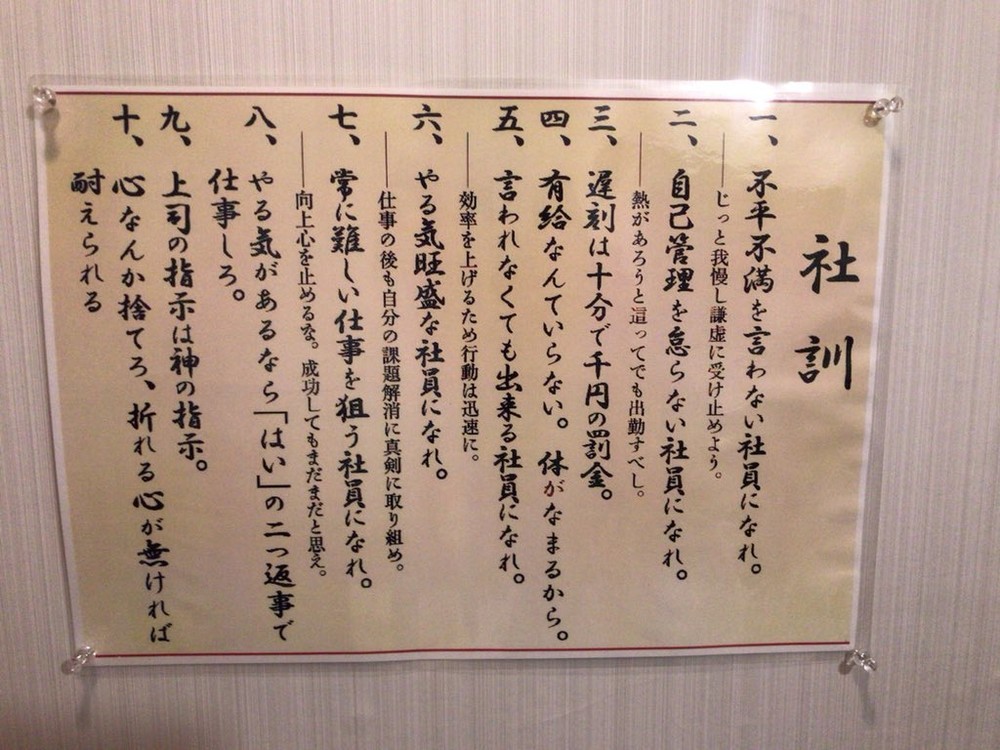 社訓
一、不平不満を言わない社員になれ。
――じっと我慢し謙虚に受け止めよう。
二、自己管理を怠らない社員になれ。
――熱があろうと這ってでも出勤すべし。
三、遅刻は十分で千円の罰金。
四、有給なんていらない。体がなまるから。
五、言われなくても出来る社員になれ。
――効率を上げるため行動は迅速に。
六、やる気旺盛な社員になれ。
――仕事の後も自分の課題解消に真剣に取り組め。
七、常に難しい仕事を狙う社員になれ。
――向上心を止めるな。成功してもまだまだと思え。
八、やる気があるなら「はい」の二つ返事で
仕事しろ。
九、上司の指示は神の指示。
十、心なんか捨てろ、折れる心が無ければ
耐えられる